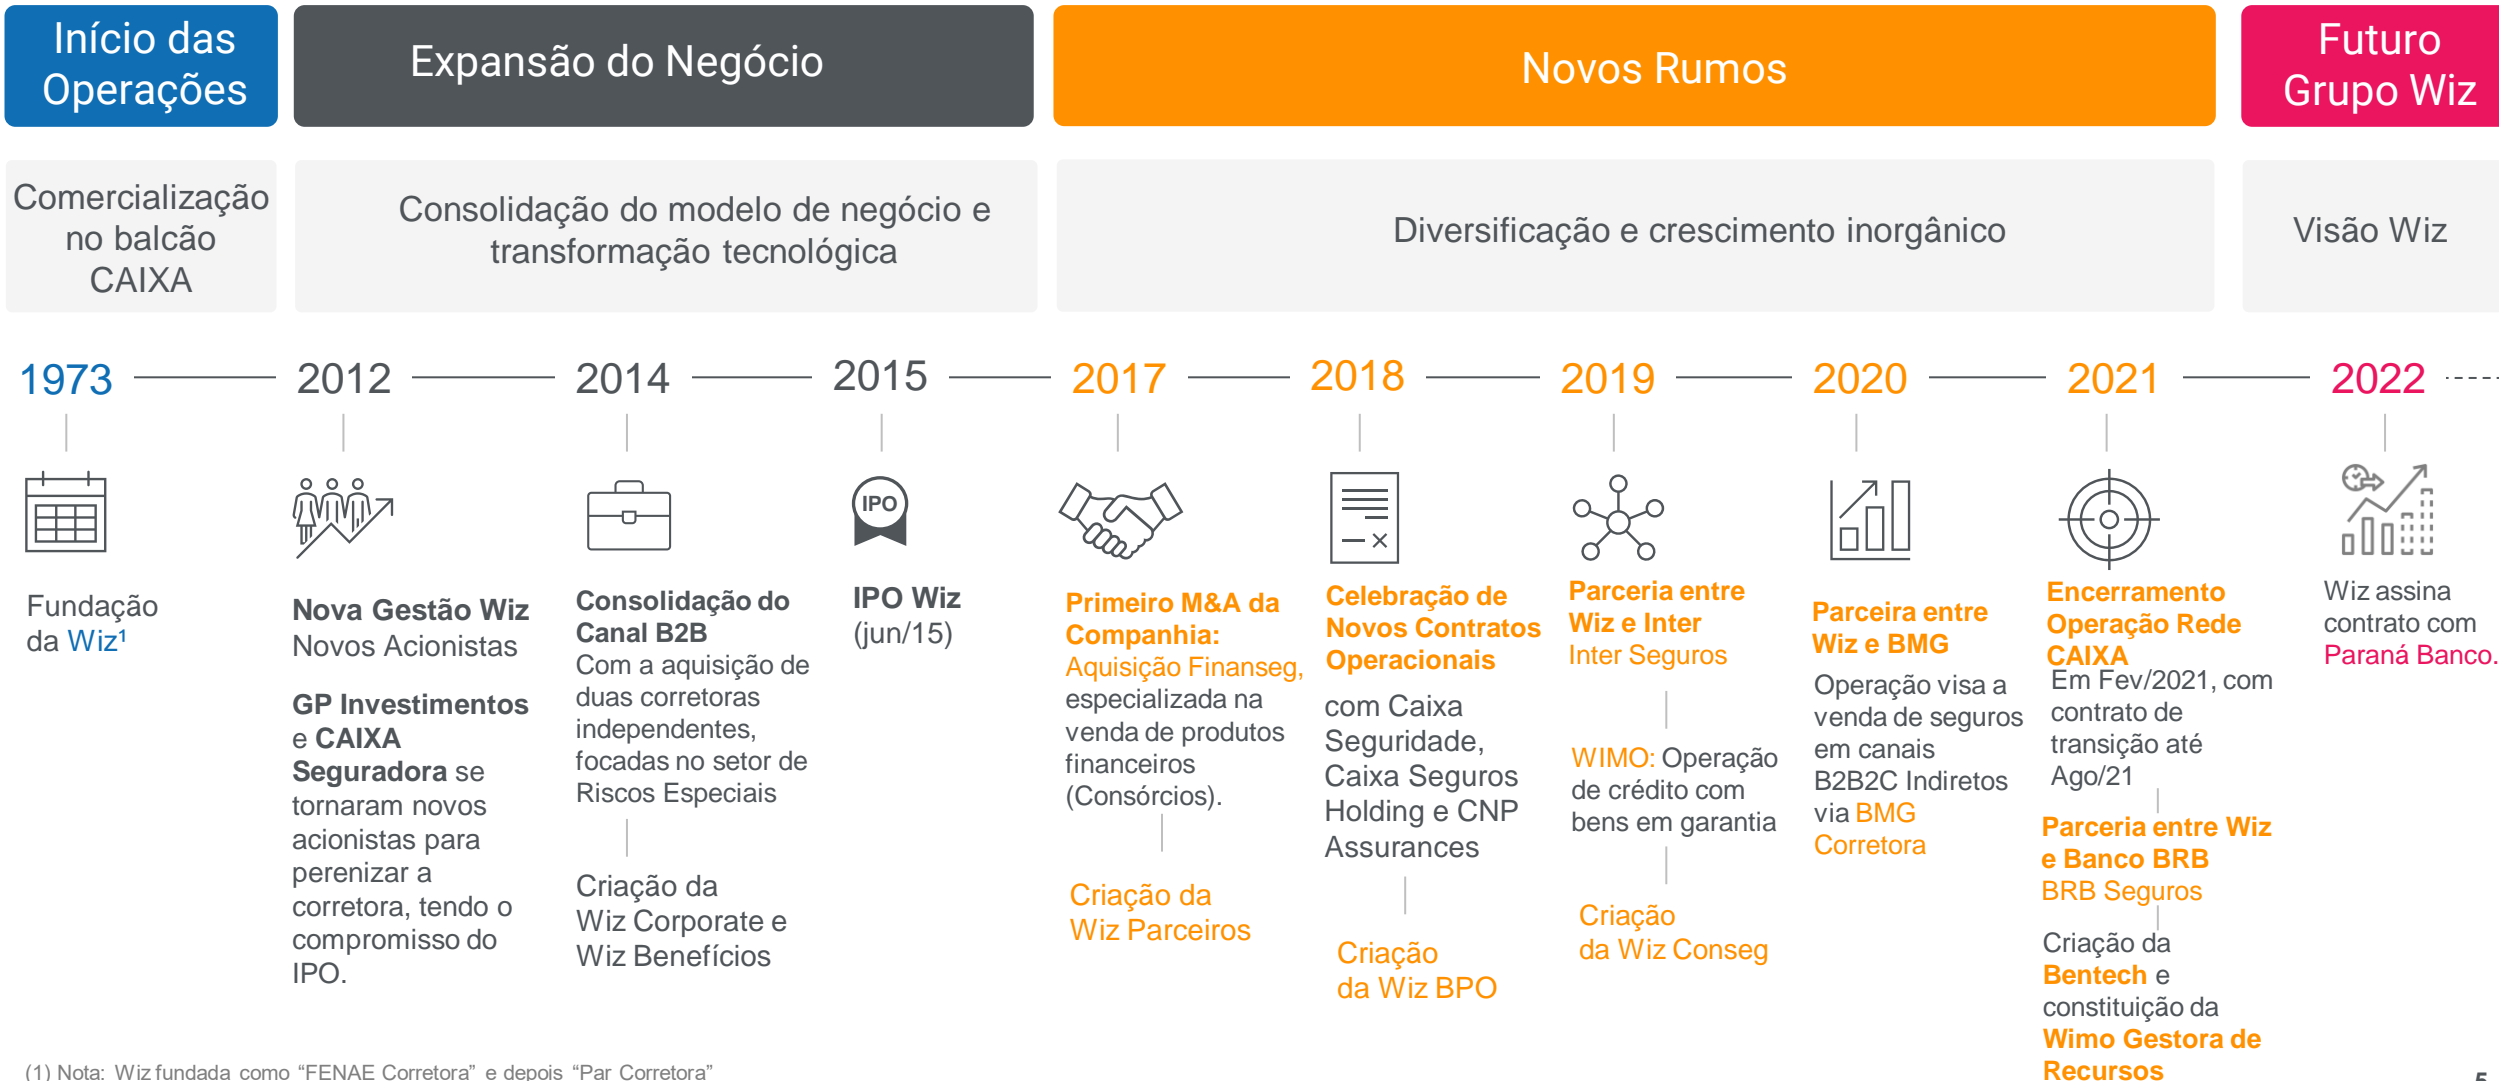 Início das
Operações
Expansão do Negócio
Novos Rumos
Futuro
Grupo Wiz
Comercialização
no balcão
CAIXA
Consolidação do modelo de negócio e
transformação tecnológica
Diversificação e crescimento inorgânico
Visão Wiz
1973
2012
2014
2015
2017
2018
2019
2020
2021
2022
Fundação
da Wiz¹
Nova Gestão Wiz
Novos Acionistas
GP Investimentos
e CAIXA
Seguradora se
tornaram novos
acionistas para
perenizar a
corretora, tendo o
compromisso do
IPO.
Consolidação do
Canal B2B
Com a aquisição de
duas corretoras
independentes,
focadas no setor de
Riscos Especiais
Criação da
Wiz Corporate e
Wiz Benefícios
IPO
IPO Wiz
(jun/15)
Primeiro M&A da
Companhia:
Aquisição Finanseg,
especializada na
venda de produtos
financeiros
(Consórcios).
Criação da
Wiz Parceiros
Celebração de
Novos Contratos
Operacionais
com Caixa
Seguridade,
Caixa Seguros
Holding e CNP
Assurances
Criação
da Wiz BPO
Parceria entre
Wiz e Inter
Inter Seguros
WIMO: Operação
de crédito com
bens em garantia
Criação
da Wiz Conseg
Parceira entre
Wiz e BMG
Operação visa a
venda de seguros
em canais
B2B2C Indiretos
via BMG
Corretora
Encerramento
Operação Rede
CAIXA
Em Fev/2021, com
contrato de
transição até
Ago/21
Parceria entre Wiz
e Banco BRB
BRB Seguros
Criação da
Bentech e
constituição da
Wimo Gestora de
Recursos
Wiz assina
contrato com
Paraná Banco.
(1) Nota: Wiz fundada como “FENAE Corretora” e depois “Par Corretora”
5